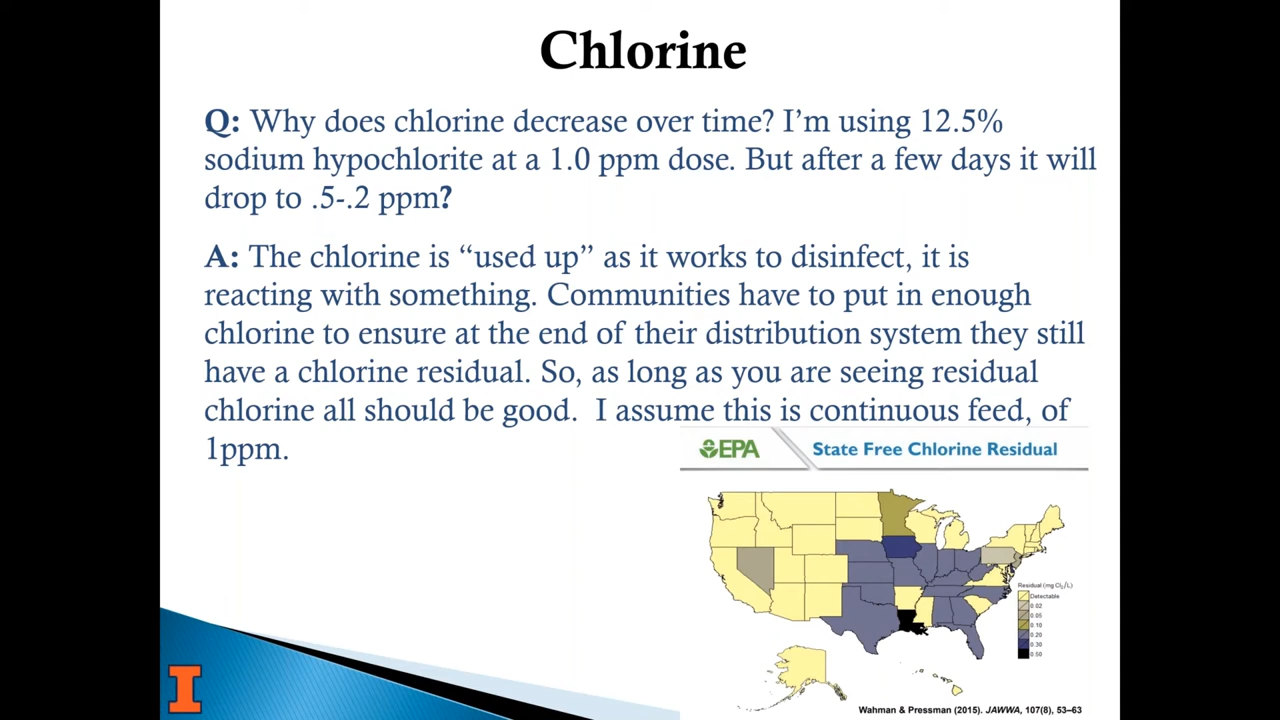 Chlorine
Q: Why does chlorine decrease over time? I’m using 12.5%
sodium hypochlorite at a 1.0 ppm dose. But after a few days it will
drop to .5-.2 ppm?
A: The chlorine is “used up” as it works to disinfect, it is
reacting with something. Communities have to put in enough
chlorine to ensure at the end of their distribution system they still
have a chlorine residual. So, as long as you are seeing residual
chlorine all should be good.  I assume this is continuous feed, of
1ppm.
EPA
State Free Chlorine Residual
Residual (mg Cl₂/L)
Detectable
0.02
0.05
0.10
0.20
0.30
0.50
I
Wahman & Pressman (2015). JAWWA, 107(8), 53–63